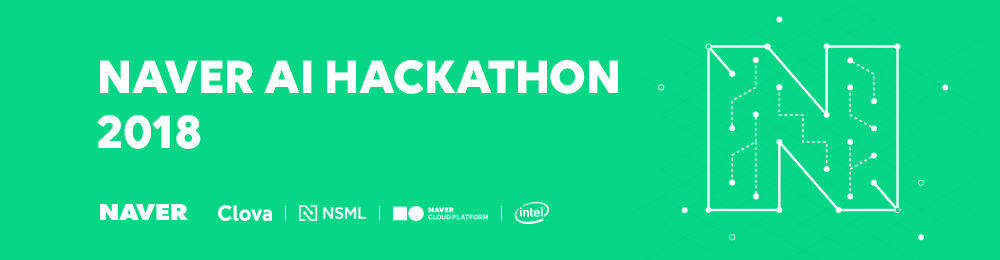 NAVER AI HACKATHON
2018
NAVER Clova NSML NAVER CLOUD PLATFORM intel